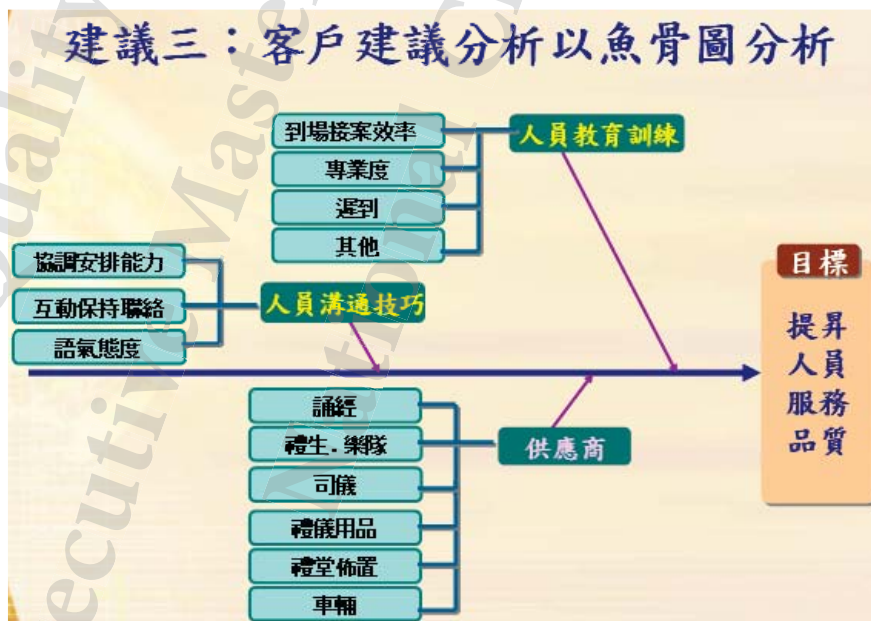 建議三：客戶建議分析以魚骨圖分析
到場接案效率
專業度
遲到
其他
人員教育訓練
協調安排能力
互動保持聯絡
語氣態度
人員溝通技巧
誦經
禮生．樂隊
司儀
禮儀用品
禮堂佈置
車輛
供應商
目標
提昇
人員
服務
品質
Quality
Executive Maste
National C